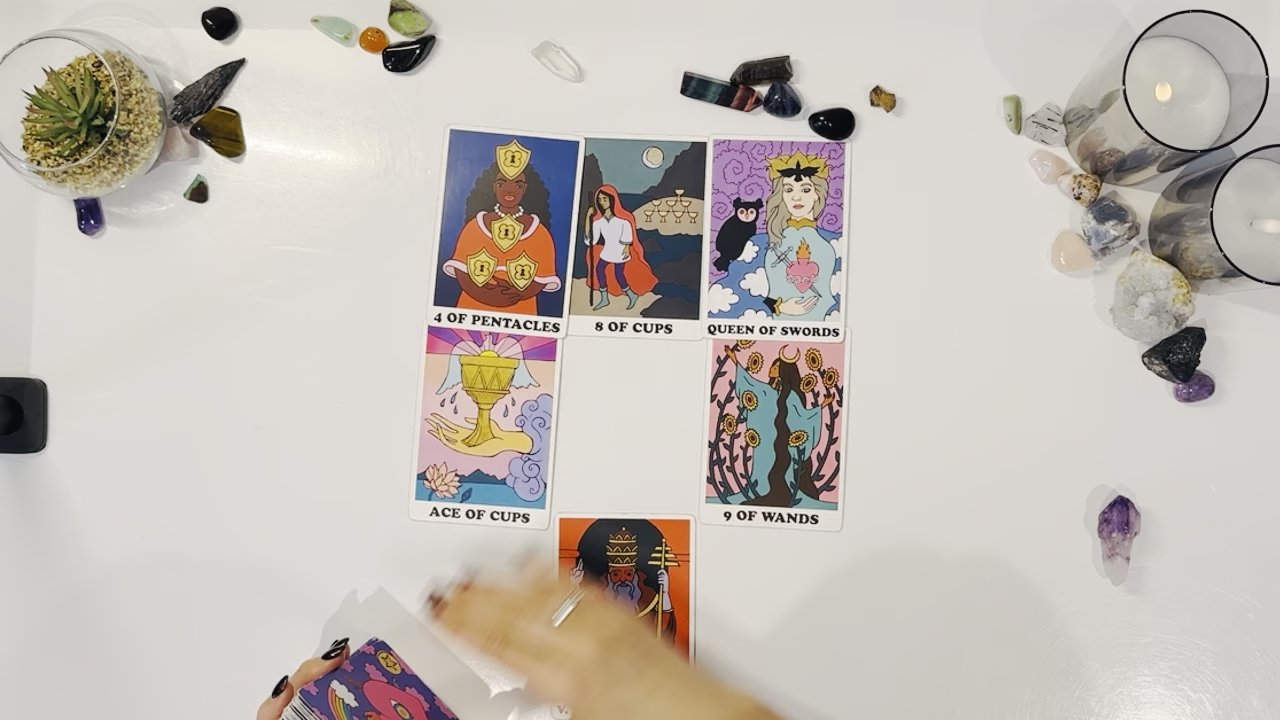 4 OF PENTACLES
8 OF CUPS
QUEEN OF SWORDS
ACE OF CUPS
9 OF WANDS
V.